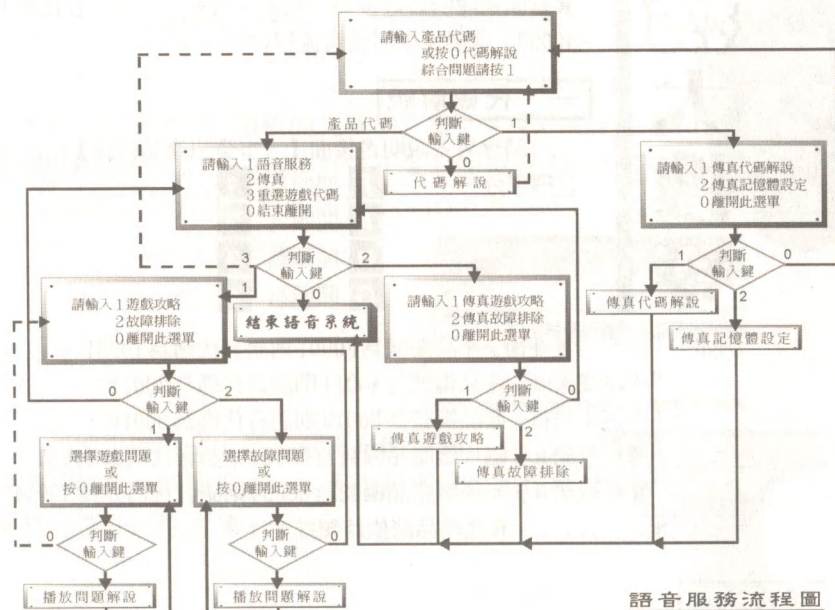 請輸入產品代碼
或按0代碼解說
綜合問題請按1
產品代碼
判斷
輸入鍵
1
0
代碼解說
請輸入1語音服務
2傳真
3重選遊戲代碼
0結束離開
請輸入1傳真代碼解說
2傳真記憶體設定
0離開此選單
判斷
輸入鍵
3
2
1
0
結束語音系統
判斷
輸入鍵
1
0
2
傳真代碼解說
傳真記憶體設定
請輸入1遊戲攻略
2故障排除
0離開此選單
請輸入1傳真遊戲攻略
2傳真故障排除
0離開此選單
判斷
輸入鍵
0
2
1
判斷
輸入鍵
1
0
2
傳真遊戲攻略
傳真故障排除
選擇遊戲問題
或
按0離開此選單
選擇故障問題
或
按0離開此選單
判斷
輸入鍵
0
判斷
輸入鍵
0
播放問題解說
播放問題解說
語音服務流程圖